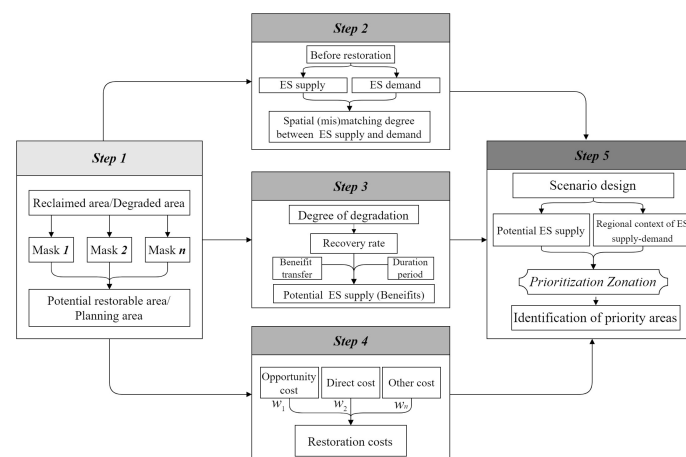 Step 1
Reclaimed area/Degraded area
Mask 1
Mask 2
Mask n
Potential restorable area/
Planning area
Step 2
Before restoration
ES supply
ES demand
Spatial (mis)matching degree
between ES supply and demand
Step 3
Degree of degradation
Recovery rate
Beneifit
transfer
Duration
period
Potential ES supply (Beneifits)
Step 4
Opportunity
cost
Direct cost
Other cost
w1
w2
wn
Restoration costs
Step 5
Scenario design
Potential ES supply
Regional context of ES
supply-demand
Prioritization Zonation
Identification of priority areas